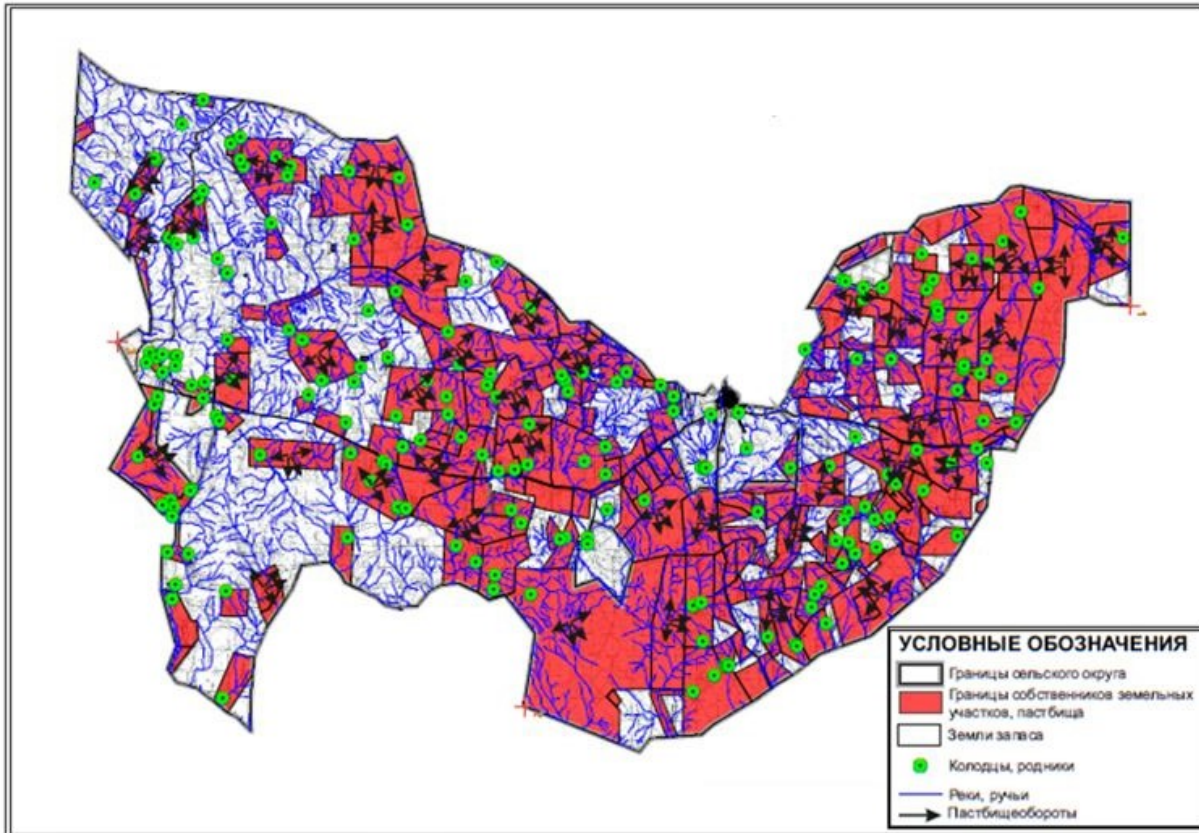 УСЛОВНЫЕ ОБОЗНАЧЕНИЯ
Границы сельского округа
Границы собственников земельных
участков, пастбища
Земли запаса
Колодцы, родники
Реки, ручьи
Пастбищеобороты